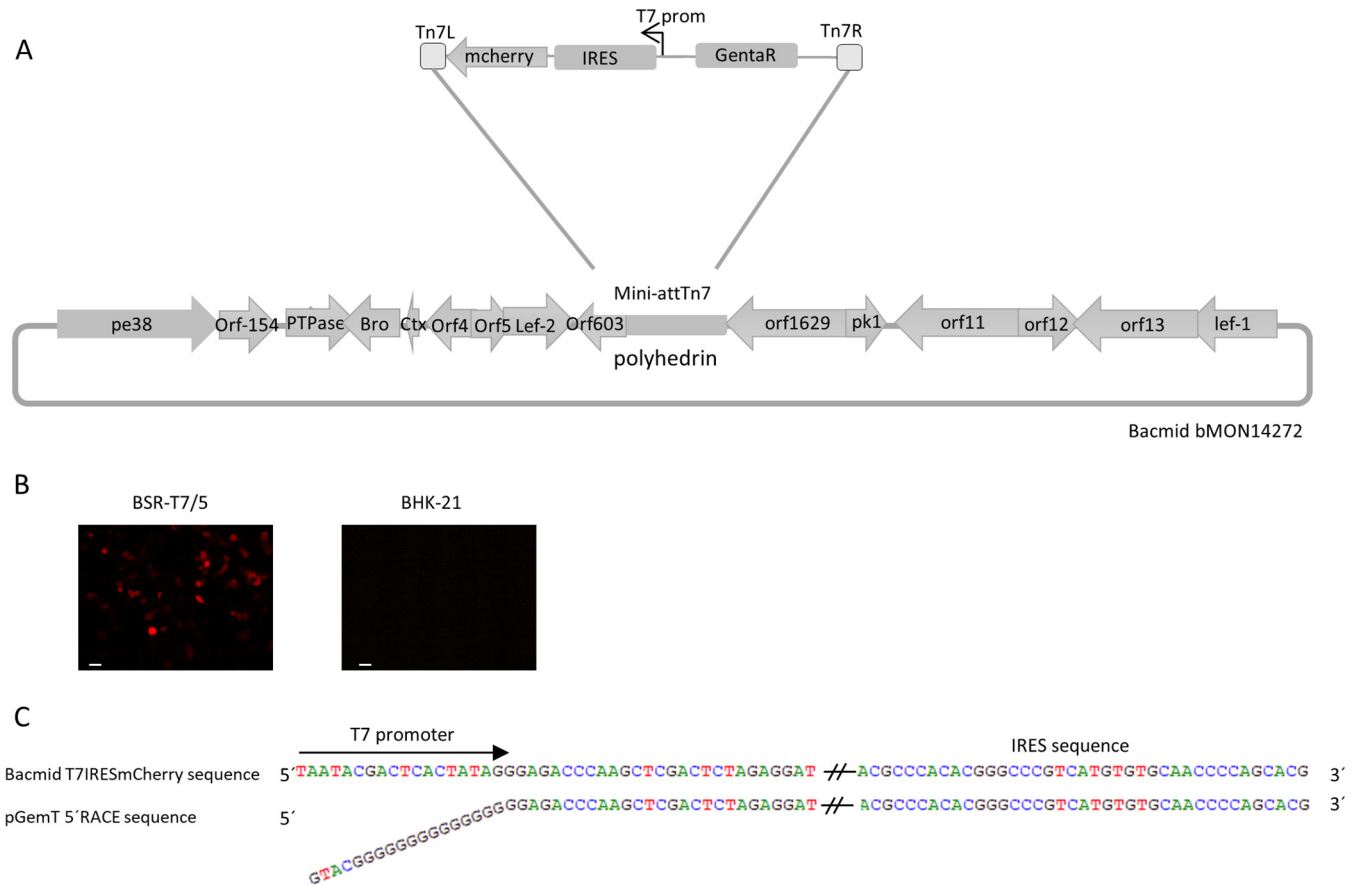 A
Tn7L
T7 prom
Tn7R
mcherry
IRES
GentaR
Mini-attTn7
pe38
Orf-154
PTPase
Bro
Ctx
Orf4
Orf5
Lef-2
Orf603
orf1629
pk1
orf11
orf12
orf13
lef-1
polyhedrin
Bacmid bMON14272
B
BSR-T7/5
BHK-21
C
T7 promoter
IRES sequence
Bacmid T7IRESmCherry sequence 5´TAATACGACTCACTATAGGGAGACCCAAGCTCGACTCTAGAGGAT ACGCCCACACGGGCCCGTCATGTGTGCAACCCCAGCACG 3´
pGemT 5´RACE sequence 5´ GGAGACCCAAGCTCGACTCTAGAGGAT ACGCCCACACGGGCCCGTCATGTGTGCAACCCCAGCACG 3´